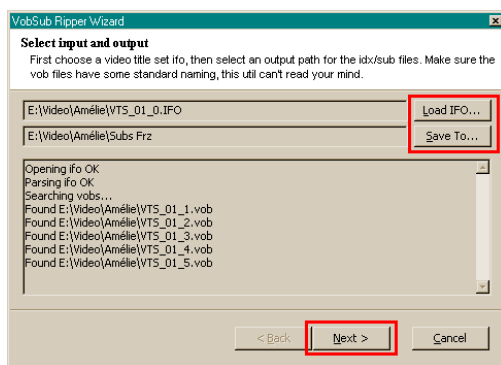 VobSub Ripper Wizard
Select input and output
First choose a video title set ifo, then select an output path for the idx/sub files. Make sure the
vob files have some standard naming, this util can't read your mind.
E:\Video\Amélie\VTS_01_0.IFO
Load IFO...
E:\Video\Amélie\Subs Frz
Save To...
Opening ifo OK
Parsing ifo OK
Searching vobs...
Found E:\Video\Amélie\VTS_01_1.vob
Found E:\Video\Amélie\VTS_01_2.vob
Found E:\Video\Amélie\VTS_01_3.vob
Found E:\Video\Amélie\VTS_01_4.vob
Found E:\Video\Amélie\VTS_01_5.vob
< Back
Next >
Cancel